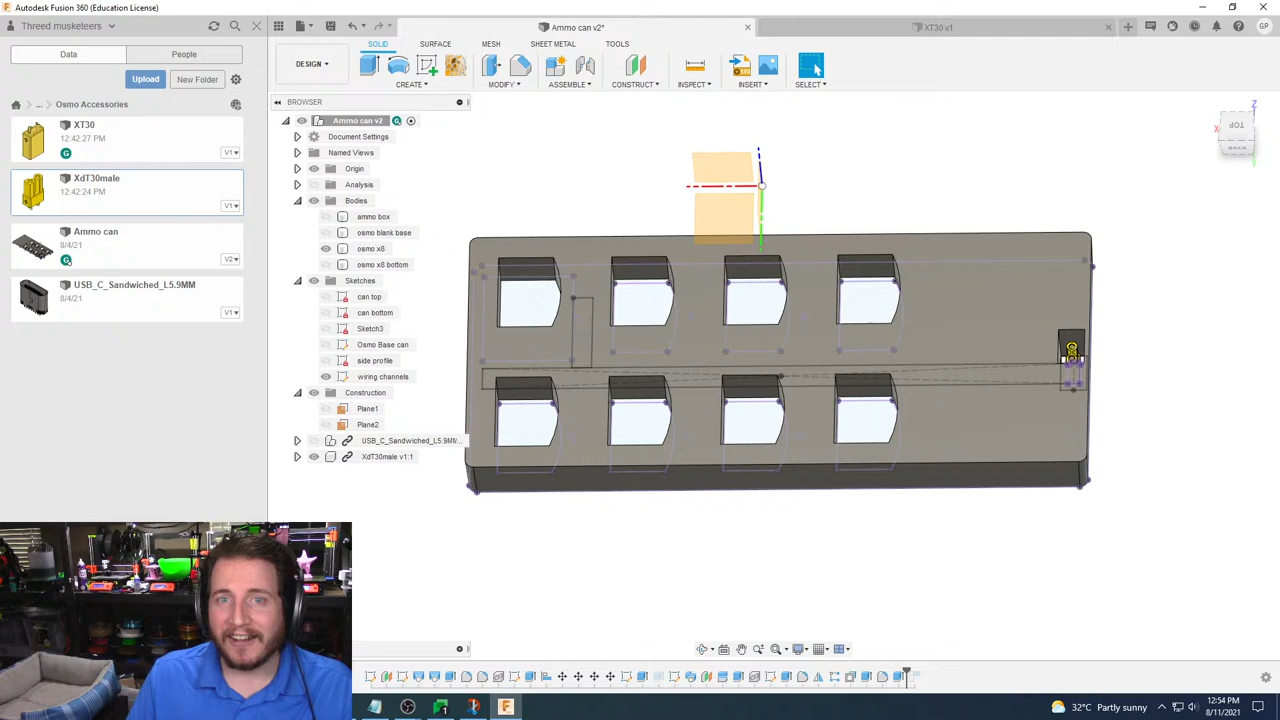 Autodesk Fusion 360 (Education License)
Threed musketeers
Ammo can v2*
XT30 v1
GP
Data
People
Upload
New Folder
... Osmo Accessories
XT30
12:42:27 PM
V1
XdT30male
12:42:24 PM
V1
Ammo can
8/4/21
V2
USB_C_Sandwiched_L5.9MM
8/4/21
V1
DESIGN
SOLID
SURFACE
MESH
SHEET METAL
TOOLS
CREATE
MODIFY
ASSEMBLE
CONSTRUCT
INSPECT
INSERT
SELECT
BROWSER
Ammo can v2
Document Settings
Named Views
Origin
Analysis
Bodies
ammo box
osmo blank base
osmo x8
osmo x8 bottom
Sketches
can top
can bottom
Sketch3
Osmo Base can
side profile
wiring channels
Construction
Plane1
Plane2
USB_C_Sandwiched_L5.9MM/...
XdT30male v1:1
Z
X
TOP
BACK
32°C Partly sunny
12:54 PM
8/11/2021